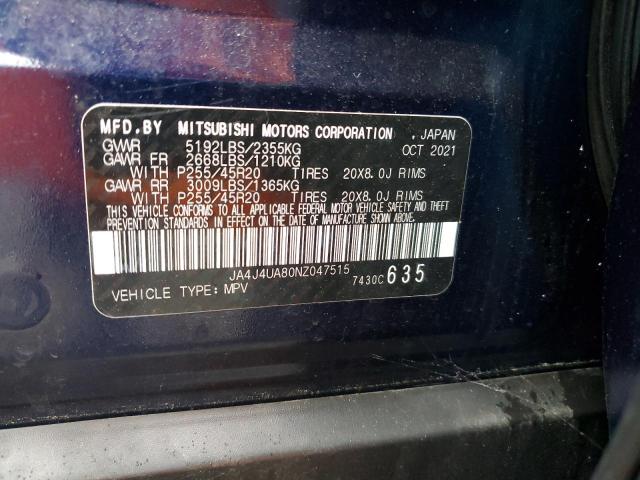 MFD.BY MITSUBISHI MOTORS CORPORATION , JAPAN
GVWR 5192LBS/2355KG OCT 2021
GAWR FR 2668LBS/1210KG
WITH P255/45R20 TIRES 20X8.0J RIMS
GAWR RR 3009LBS/1365KG
WITH P255/45R20 TIRES 20X8.0J RIMS
THIS VEHICLE CONFORMS TO ALL APPLICABLE FEDERAL MOTOR VEHICLE SAFETY AND THEFT
PREVENTION STANDARDS IN EFFECT ON THE DATE OF MANUFACTURE SHOWN ABOVE.
JA4J4UA80NZ047515
VEHICLE TYPE: MPV 7430C 635